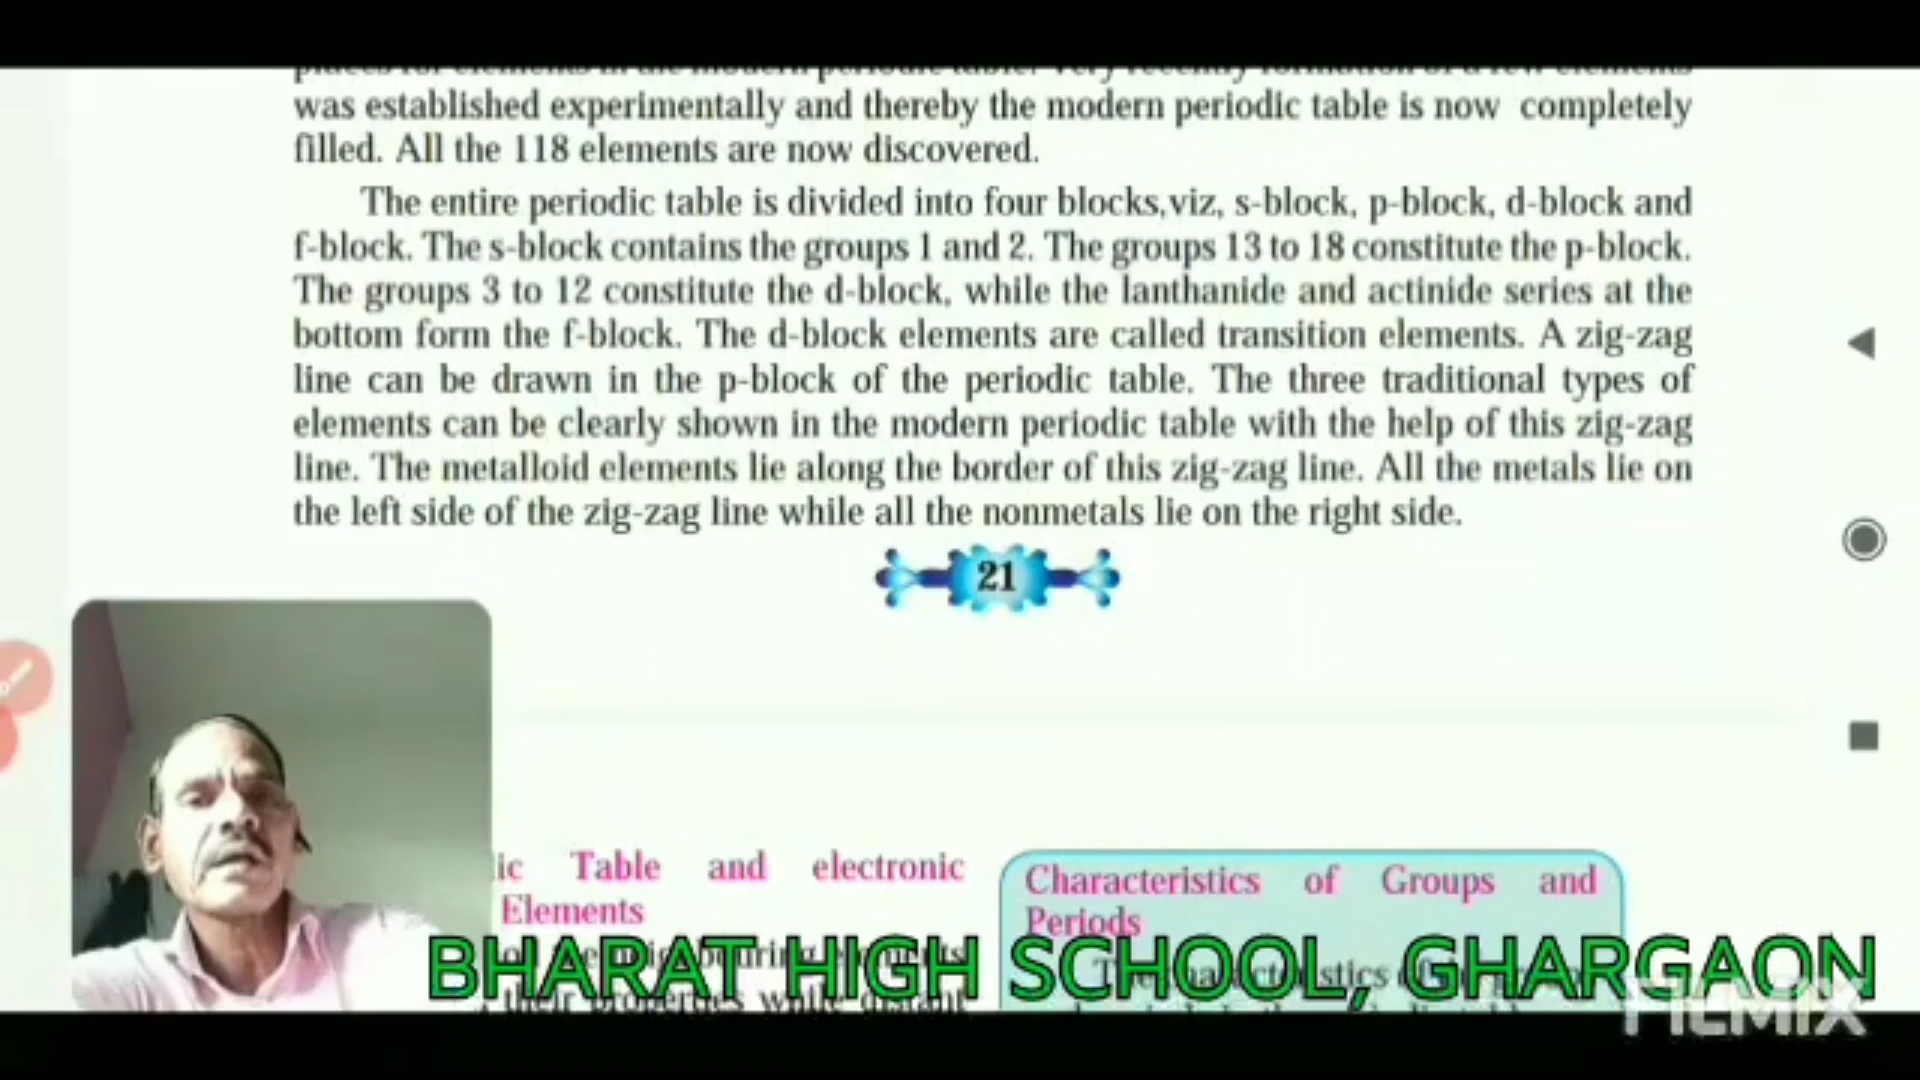 was established experimentally and thereby the modern periodic table is now completely
filled. All the 118 elements are now discovered.
The entire periodic table is divided into four blocks,viz, s-block, p-block, d-block and
f-block. The s-block contains the groups 1 and 2. The groups 13 to 18 constitute the p-block.
The groups 3 to 12 constitute the d-block, while the lanthanide and actinide series at the
bottom form the f-block. The d-block elements are called transition elements. A zig-zag
line can be drawn in the p-block of the periodic table. The three traditional types of
elements can be clearly shown in the modern periodic table with the help of this zig-zag
line. The metalloid elements lie along the border of this zig-zag line. All the metals lie on
the left side of the zig-zag line while all the nonmetals lie on the right side.
21
ic Table and electronic
Elements
their properties while distant
Characteristics of Groups and
Periods
BHARAT HIGH SCHOOL, GHARGAON
FILMIX